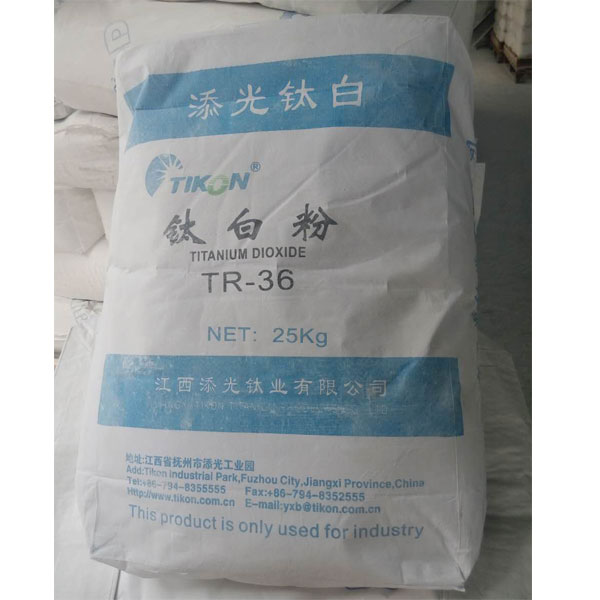 添光钛白
TIKON®
钛白粉
TITANIUM DIOXIDE
TR-36
NET: 25Kg
江西添光钛业有限公司
地址:江西省抚州市添光工业园
Add:Tikon Industrial Park,Fuzhou City,Jiangxi Province,China
Tel:+86-794-8355555 Fax:+86-794-8352555
Http://www.tikon.com.cn E-mail:yxb@tikon.com.cn
This product is only used for industry